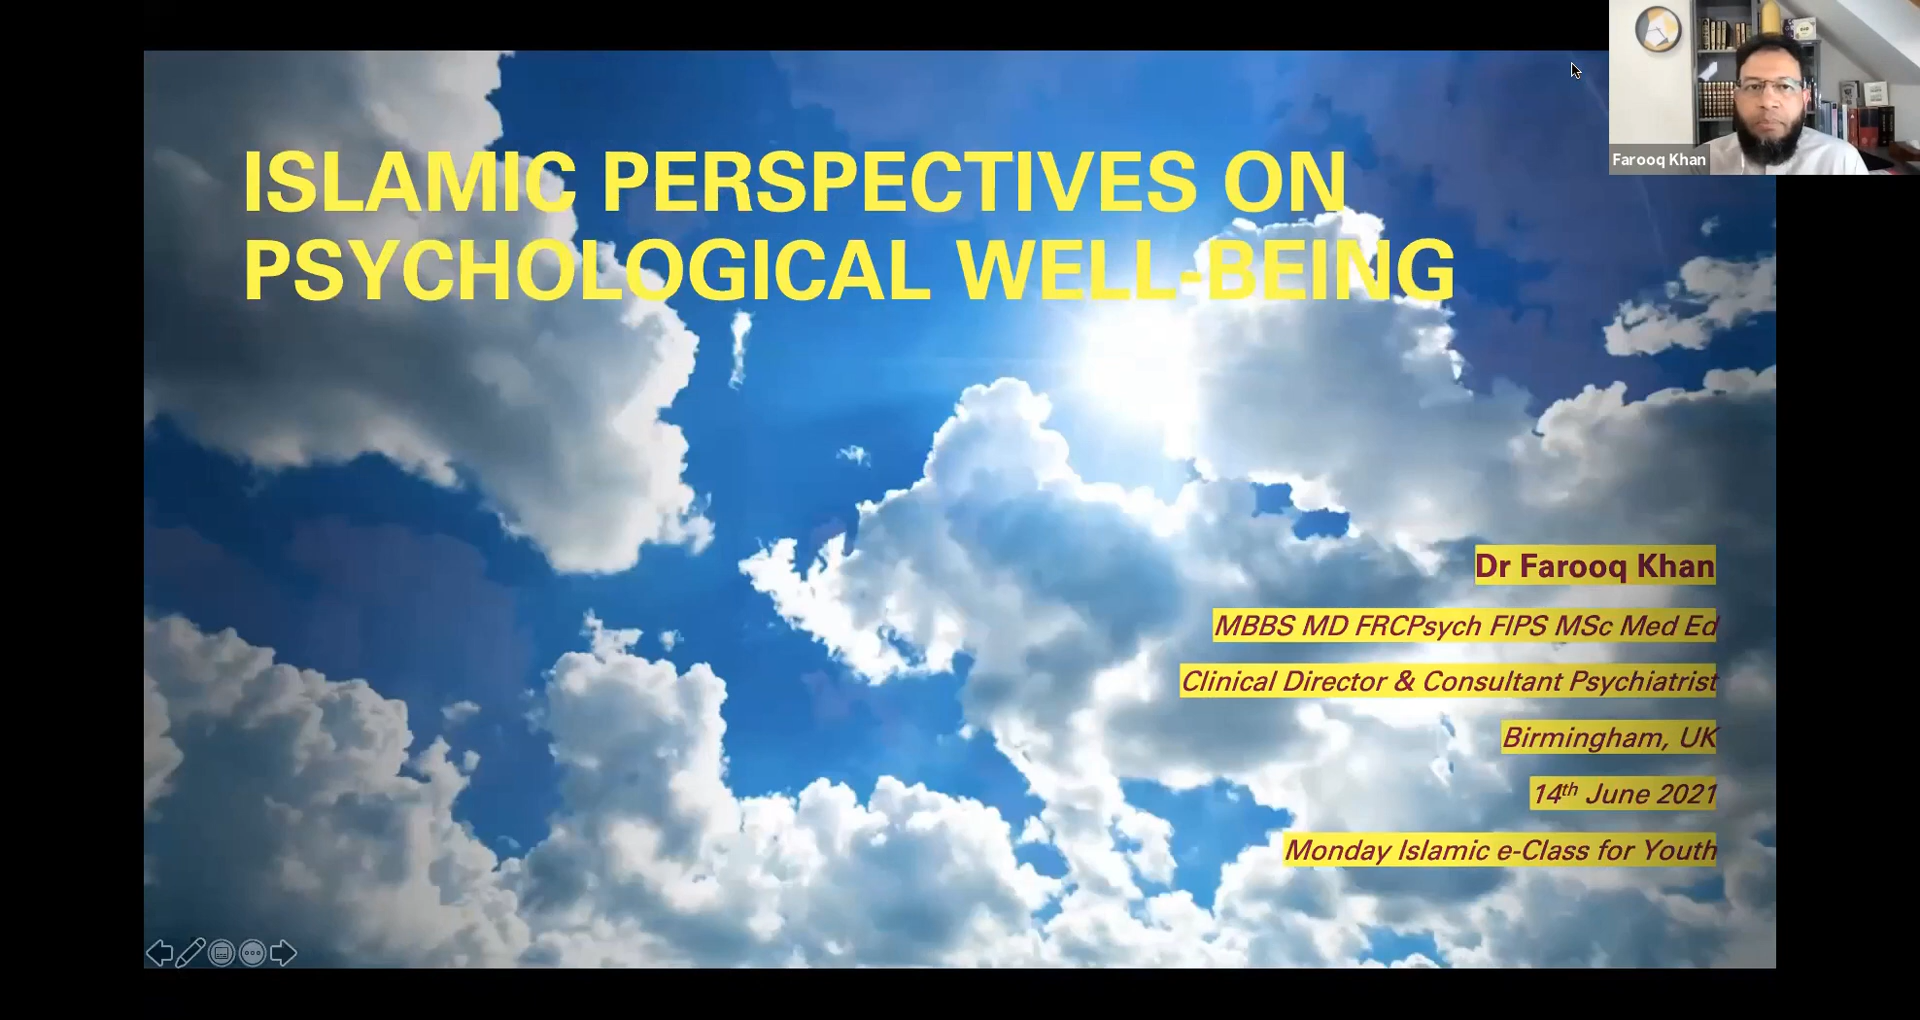 ISLAMIC PERSPECTIVES ON
PSYCHOLOGICAL WELL-BEING
Farooq Khan
Dr Farooq Khan
MBBS MD FRCPsych FIPS MSc Med Ed
Clinical Director & Consultant Psychiatrist
Birmingham, UK
14th June 2021
Monday Islamic e-Class for Youth